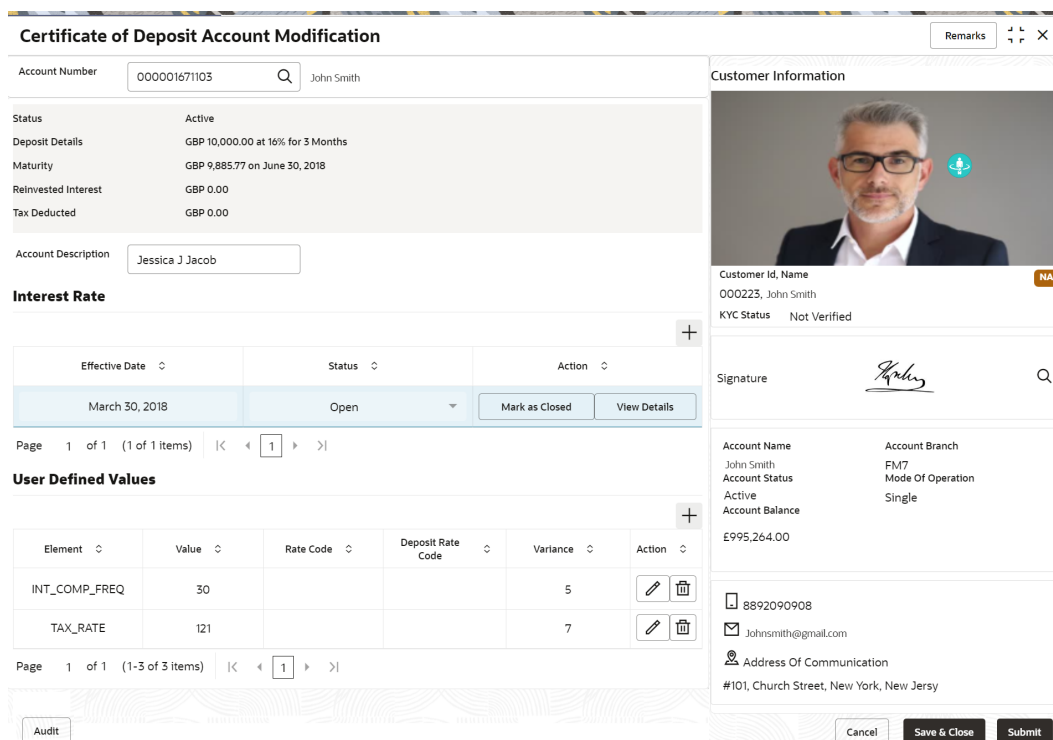 Certificate of Deposit Account Modification
Remarks
Account Number
000001671103
John Smith
Status Active
Deposit Details GBP 10,000.00 at 16% for 3 Months
Maturity GBP 9,885.77 on June 30, 2018
Reinvested Interest GBP 0.00
Tax Deducted GBP 0.00
Account Description
Jessica J Jacob
Interest Rate
Effective Date Status Action
March 30, 2018 Open Mark as Closed View Details
Page 1 of 1 (1 of 1 items) 1
User Defined Values
Element Value Rate Code Deposit Rate Code Variance Action
INT_COMP_FREQ 30 5
TAX_RATE 121 7
Page 1 of 1 (1-3 of 3 items) 1
Audit
Customer Information
Customer Id, Name
NA
000223, John Smith
KYC Status Not Verified
Signature
Account Name Account Branch
John Smith FM7
Account Status Mode Of Operation
Active Single
Account Balance
£995,264.00
8892090908
Johnsmith@gmail.com
Address Of Communication
#101, Church Street, New York, New Jersy
Cancel Save & Close Submit